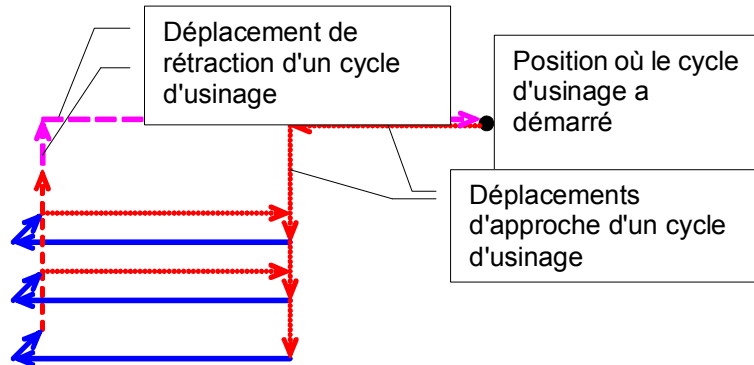 Déplacement de
rétraction d'un cycle
d'usinage
Position où le cycle
d'usinage a
démarré
Déplacements
d'approche d'un cycle
d'usinage